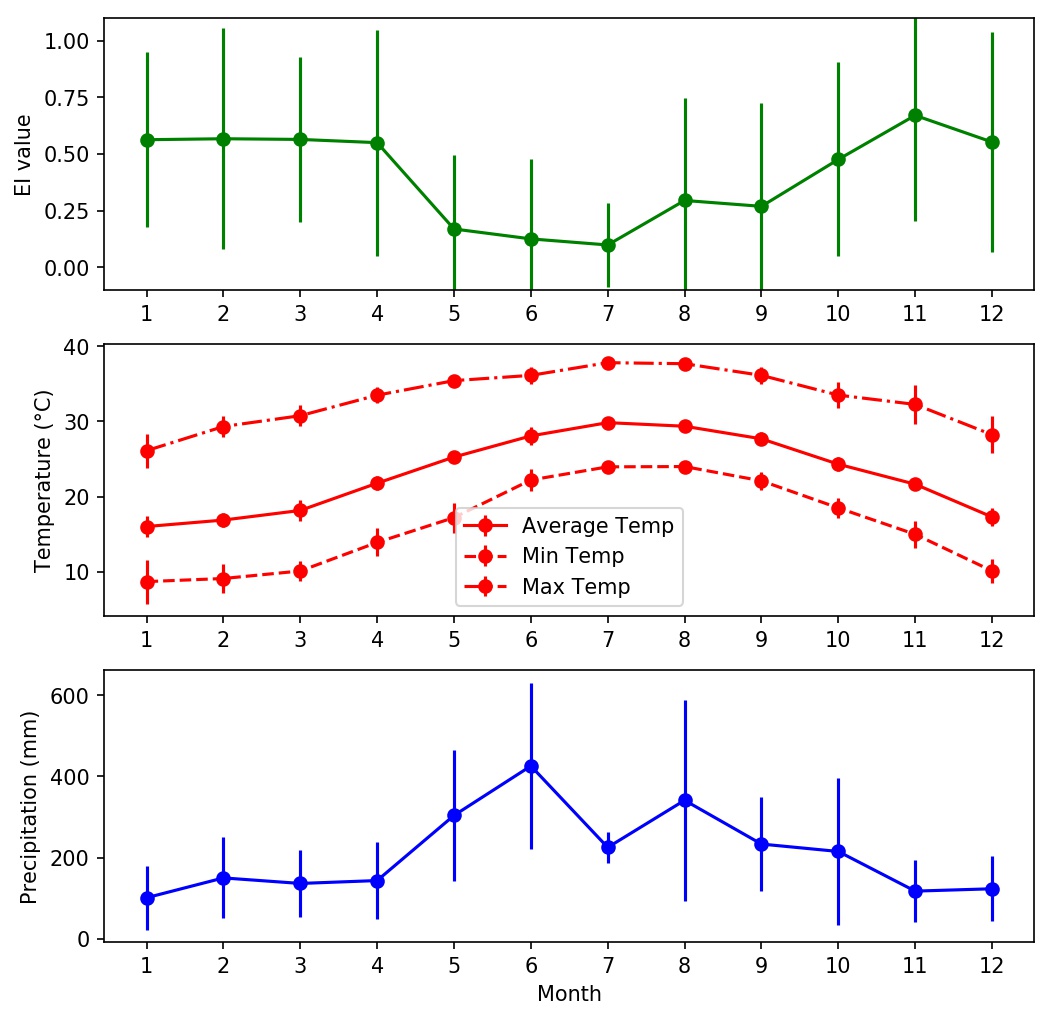 EI value
1.00
0.75
0.50
0.25
0.00
1 2 3 4 5 6 7 8 9 10 11 12
Temperature (°C)
40
30
20
10
Average Temp
Min Temp
Max Temp
1 2 3 4 5 6 7 8 9 10 11 12
Precipitation (mm)
600
400
200
0
1 2 3 4 5 6 7 8 9 10 11 12
Month